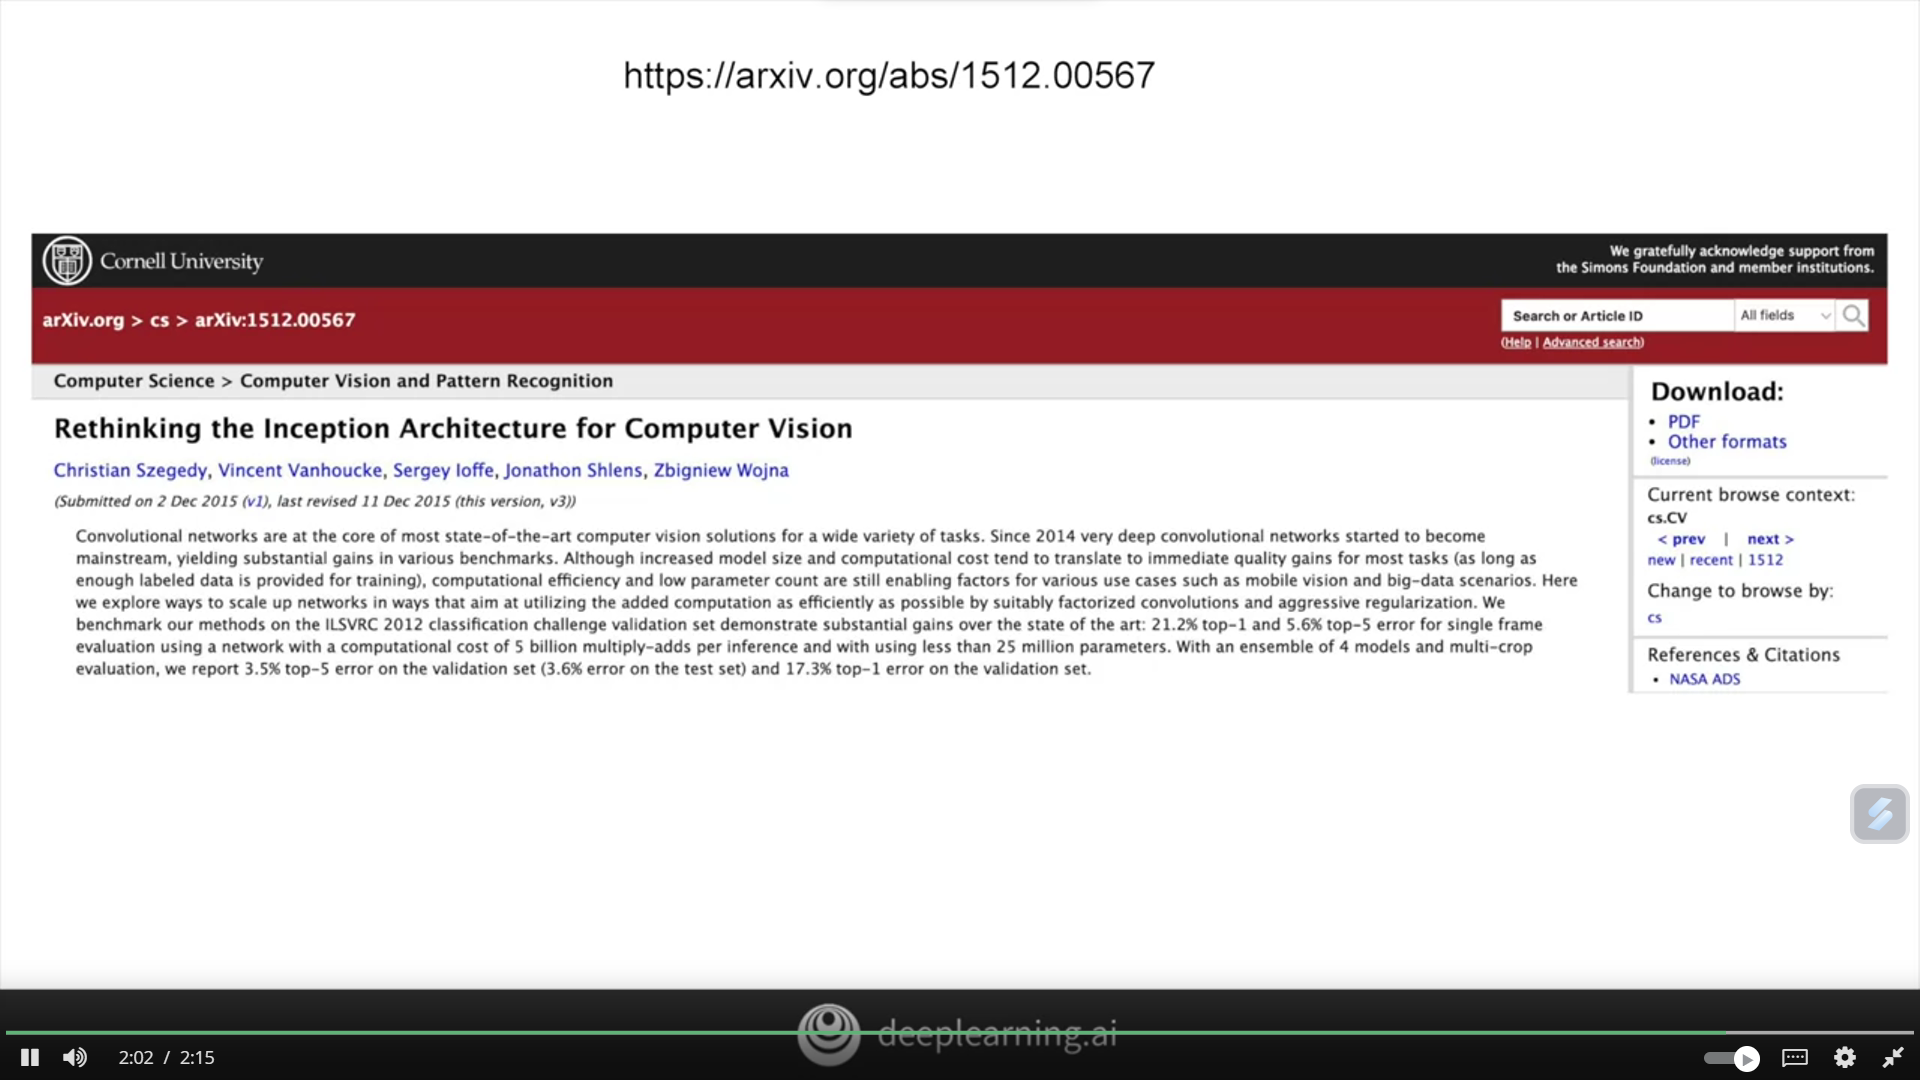 https://arxiv.org/abs/1512.00567
Cornell University
We gratefully acknowledge support from
the Simons Foundation and member institutions.
arXiv.org > cs > arXiv:1512.00567
Search or Article ID
All fields
(Help | Advanced search)
Computer Science > Computer Vision and Pattern Recognition
Rethinking the Inception Architecture for Computer Vision
Christian Szegedy, Vincent Vanhoucke, Sergey Ioffe, Jonathon Shlens, Zbigniew Wojna
(Submitted on 2 Dec 2015 (v1), last revised 11 Dec 2015 (this version, v3))
Convolutional networks are at the core of most state-of-the-art computer vision solutions for a wide variety of tasks. Since 2014 very deep convolutional networks started to become
mainstream, yielding substantial gains in various benchmarks. Although increased model size and computational cost tend to translate to immediate quality gains for most tasks (as long as
enough labeled data is provided for training), computational efficiency and low parameter count are still enabling factors for various use cases such as mobile vision and big-data scenarios. Here
we explore ways to scale up networks in ways that aim at utilizing the added computation as efficiently as possible by suitably factorized convolutions and aggressive regularization. We
benchmark our methods on the ILSVRC 2012 classification challenge validation set demonstrate substantial gains over the state of the art: 21.2% top-1 and 5.6% top-5 error for single frame
evaluation using a network with a computational cost of 5 billion multiply-adds per inference and with using less than 25 million parameters. With an ensemble of 4 models and multi-crop
evaluation, we report 3.5% top-5 error on the validation set (3.6% error on the test set) and 17.3% top-1 error on the validation set.
Download:
• PDF
• Other formats
(license)
Current browse context:
cs.CV
< prev | next >
new | recent | 1512
Change to browse by:
cs
References & Citations
• NASA ADS
deeplearning.ai
2:02 / 2:15